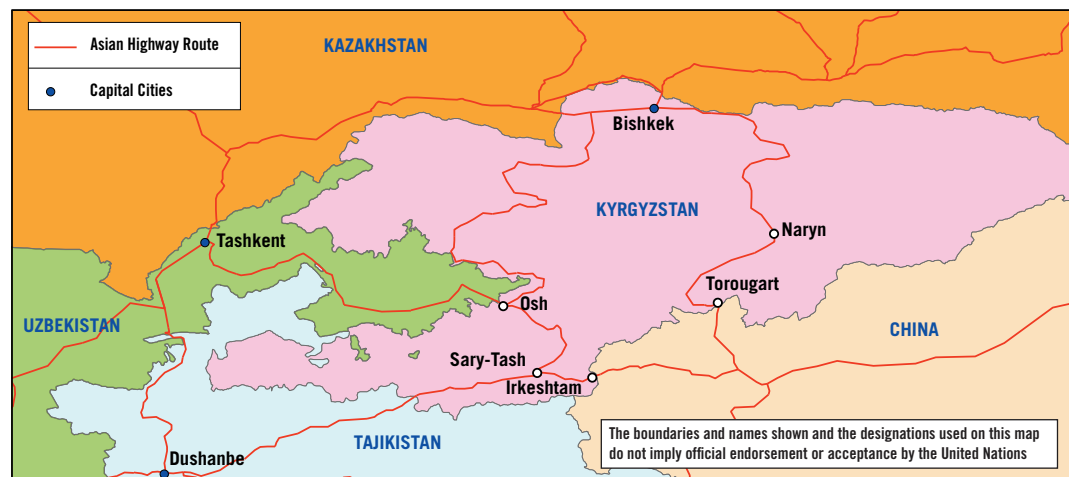 Asian Highway Route
Capital Cities
KAZAKHSTAN
Bishkek
KYRGYZSTAN
Naryn
Tashkent
Torougart
Osh
UZBEKISTAN
CHINA
Sary-Tash
Irkeshtam
TAJIKISTAN
Dushanbe
The boundaries and names shown and the designations used on this map
do not imply official endorsement or acceptance by the United Nations